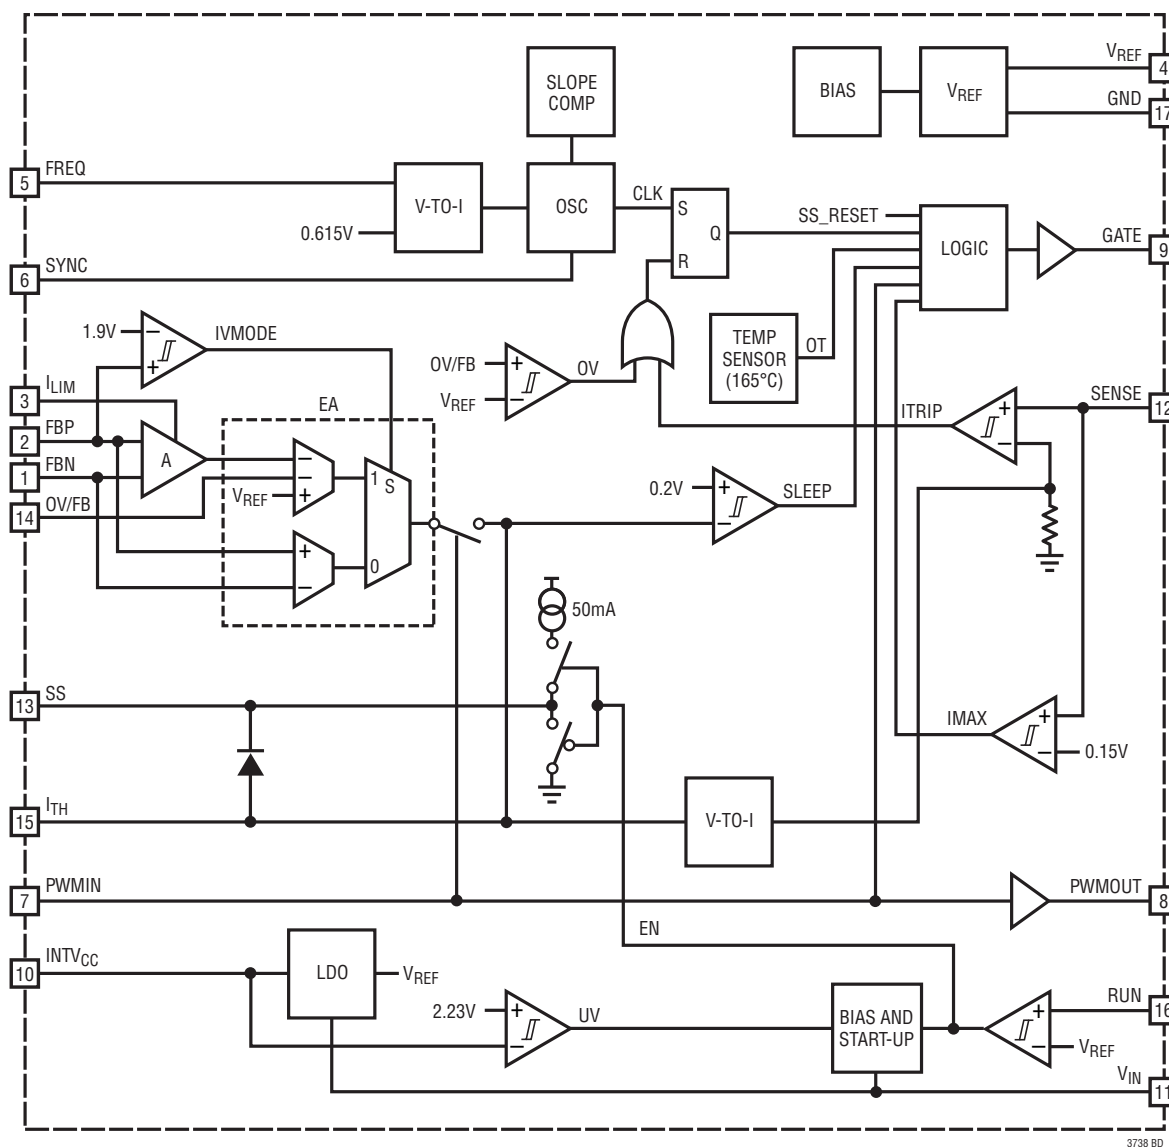 SLOPE
COMP
BIAS
VREF
VREF
4
GND
17
5
FREQ
V-TO-I
OSC
CLK
S
Q
R
SS_RESET
LOGIC
GATE
9
0.615V
6
SYNC
1.9V
–
+
IVMODE
OV/FB
+
VREF
–
OV
TEMP
SENSOR
(165°C)
OT
ILIM
3
2
FBP
1
FBN
OV/FB
14
A
EA
–
–
VREF
+
+
–
1
S
0
0.2V
+
–
SLEEP
ITRIP
+
–
SENSE
12
50mA
13
SS
IMAX
+
–
0.15V
15
ITH
V-TO-I
7
PWMIN
PWMOUT
8
EN
10
INTVCC
LDO
VREF
2.23V
+
–
UV
BIAS AND
START-UP
+
–
RUN
16
VREF
VIN
11
3738 BD